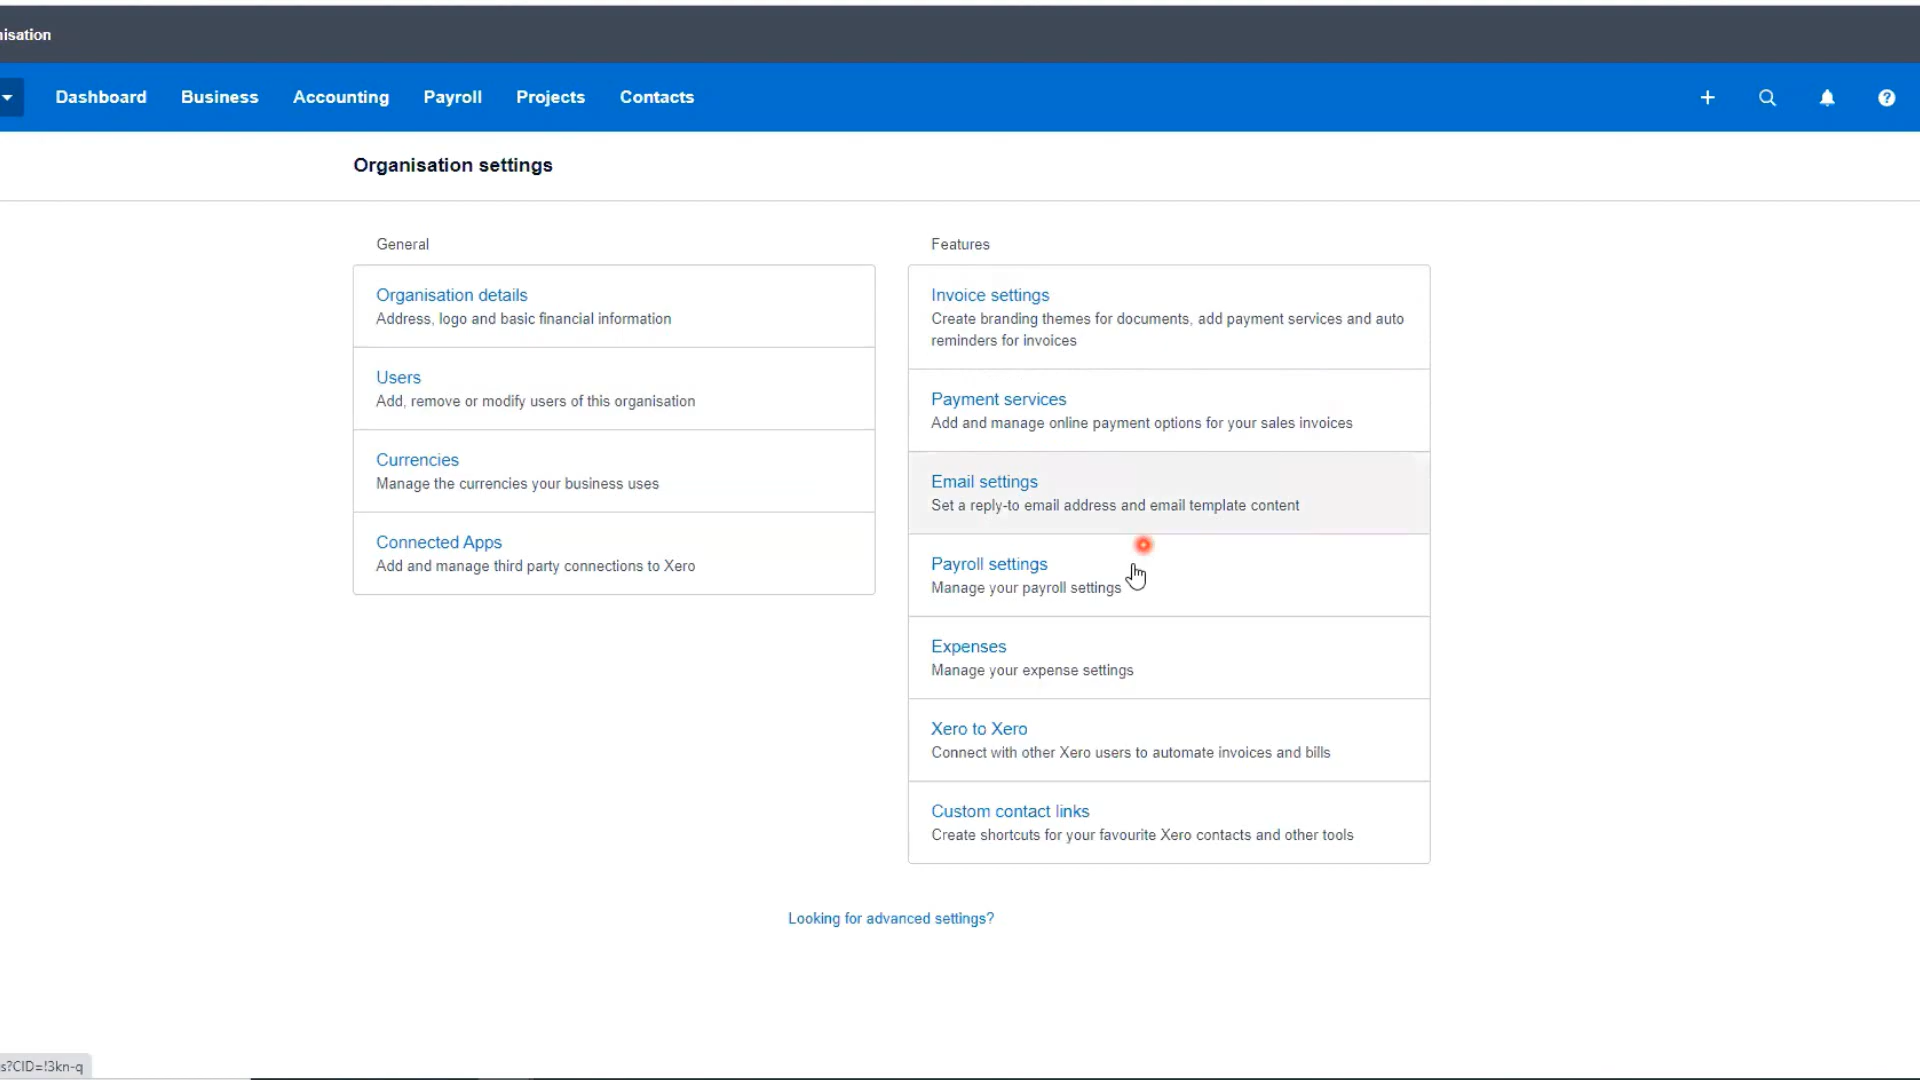 nisation
Dashboard Business Accounting Payroll Projects Contacts
Organisation settings
General
Organisation details
Address, logo and basic financial information
Users
Add, remove or modify users of this organisation
Currencies
Manage the currencies your business uses
Connected Apps
Add and manage third party connections to Xero
Features
Invoice settings
Create branding themes for documents, add payment services and auto
reminders for invoices
Payment services
Add and manage online payment options for your sales invoices
Email settings
Set a reply-to email address and email template content
Payroll settings
Manage your payroll settings
Expenses
Manage your expense settings
Xero to Xero
Connect with other Xero users to automate invoices and bills
Custom contact links
Create shortcuts for your favourite Xero contacts and other tools
Looking for advanced settings?
s?CID=!3kn-q